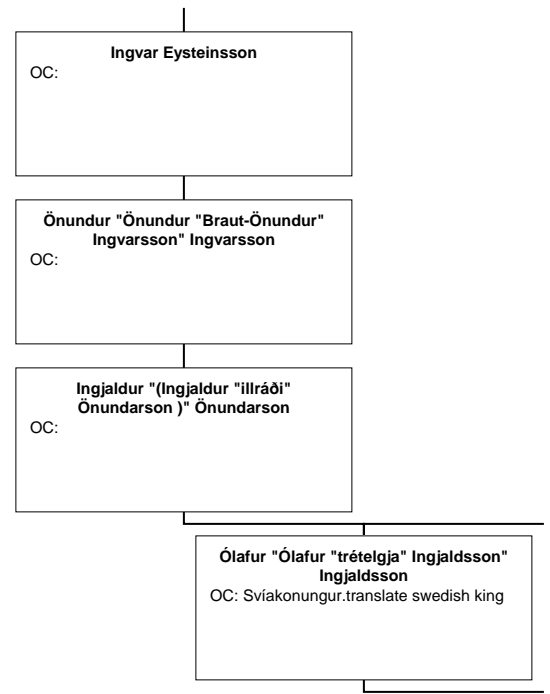 Ingvar Eysteinsson
OC:
Önundur "Önundur "Braut-Önundur"
Ingvarsson" Ingvarsson
OC:
Ingjaldur "(Ingjaldur "illráði"
Önundarson )" Önundarson
OC:
Ólafur "Ólafur "trételgja" Ingjaldsson"
Ingjaldsson
OC: Svíakonungur.translate swedish king